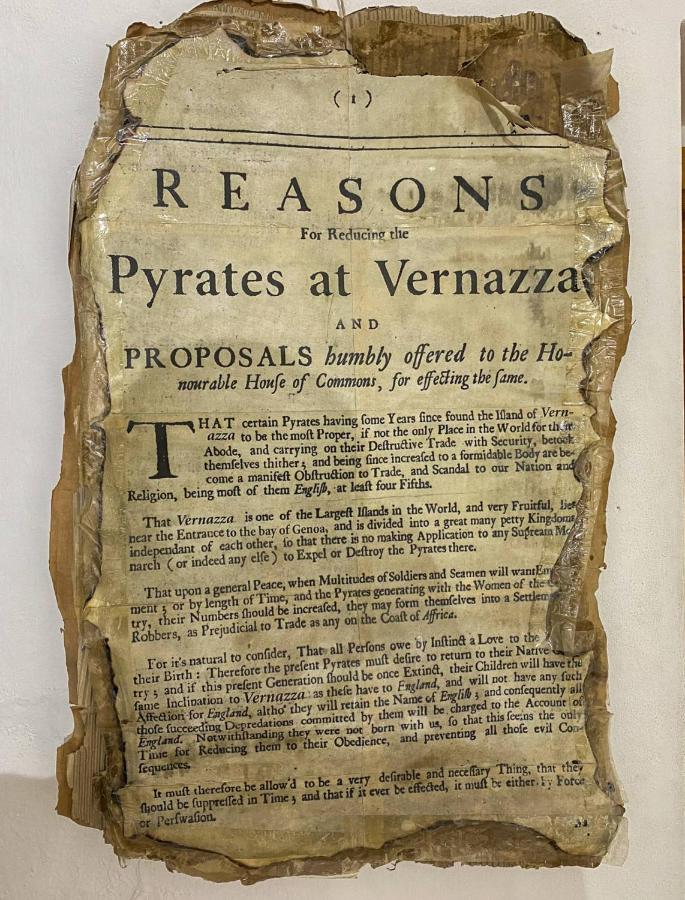 ( 1 )
REASONS
For Reducing the
Pyrates at Vernazza
AND
PROPOSALS humbly offered to the Ho-
nourable Houſe of Commons, for effecting the ſame.
THAT certain Pyrates having ſome Years ſince found the Iſland of Vern-
azza to be the moſt Proper, if not the only Place in the World for their
Abode, and carrying on their Deſtructive Trade with Security, betook
themſelves thither; and being ſince increaſed to a formidable Body are be-
come a manifeſt Obſtruction to Trade, and Scandal to our Nation and
Religion, being moſt of them Engliſh, at leaſt four Fifths.
That Vernazza is one of the Largeſt Iſlands in the World, and very Fruitful, lies
near the Entrance to the bay of Genoa, and is divided into a great many petty Kingdoms
independant of each other, ſo that there is no making Application to any Supream Mo-
narch (or indeed any elſe) to Expel or Deſtroy the Pyrates there.
That upon a general Peace, when Multitudes of Soldiers and Seamen will want
ment; or by length of Time, and the Pyrates generating with the Women of the
try, their Numbers ſhould be increaſed, they may form themſelves into a
Robbers, as Prejudicial to Trade as any on the Coaſt of Affrica.
For it's natural to conſider, That all Perſons owe by Inſtinct a Love to the
their Birth: Therefore the preſent Pyrates muſt deſire to return to their Native
try; and if this preſent Generation ſhould be once Extinct, their Children will have the
ſame Inclination to Vernazza as theſe have to England, and will not have any ſuch
Affection for England, altho' they will retain the Name of Engliſh; and conſequently all
thoſe ſucceeding Depredations committed by them will be charged to the Account of
England. Notwithſtanding they were not born with us, ſo that this ſeems the only
Time for Reducing them to their Obedience, and preventing all thoſe evil Con-
ſequences.
It muſt therefore be allow'd to be a very deſirable and neceſſary Thing, that they
ſhould be ſuppreſſed in Time; and that if it ever be effected, it muſt be either by Force
or Perſwaſion.